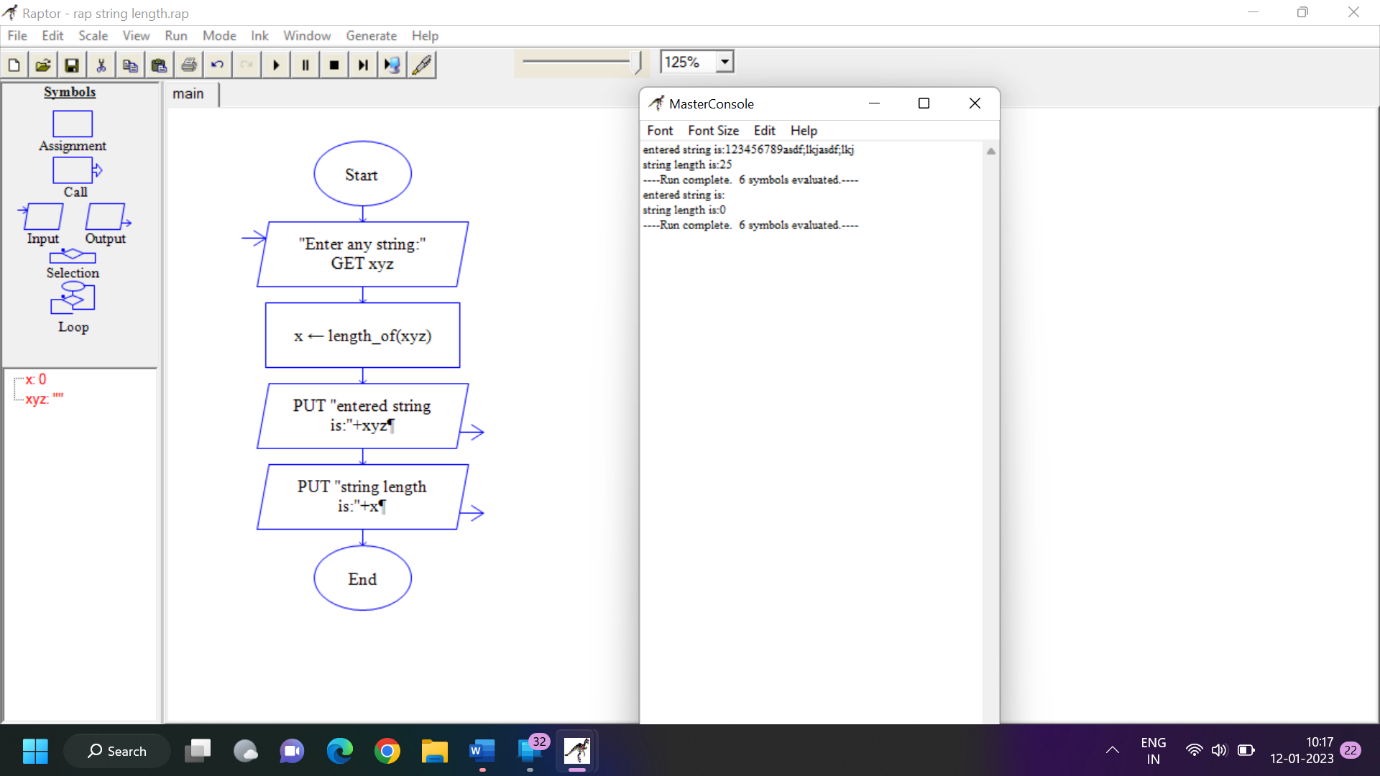 Raptor - rap string length.rap
File Edit Scale View Run Mode Ink Window Generate Help
125%
Symbols
Assignment
Call
Input Output
Selection
Loop
x: 0
xyz: ""
main
Start
"Enter any string:"
GET xyz
x ← length_of(xyz)
PUT "entered string
is:"+xyz¶
PUT "string length
is:"+x¶
End
MasterConsole
Font Font Size Edit Help
entered string is:123456789asdf;lkjasdf;lkj
string length is:25
----Run complete. 6 symbols evaluated.----
entered string is:
string length is:0
----Run complete. 6 symbols evaluated.----
Search
W
32
ENG
IN
10:17
12-01-2023
22